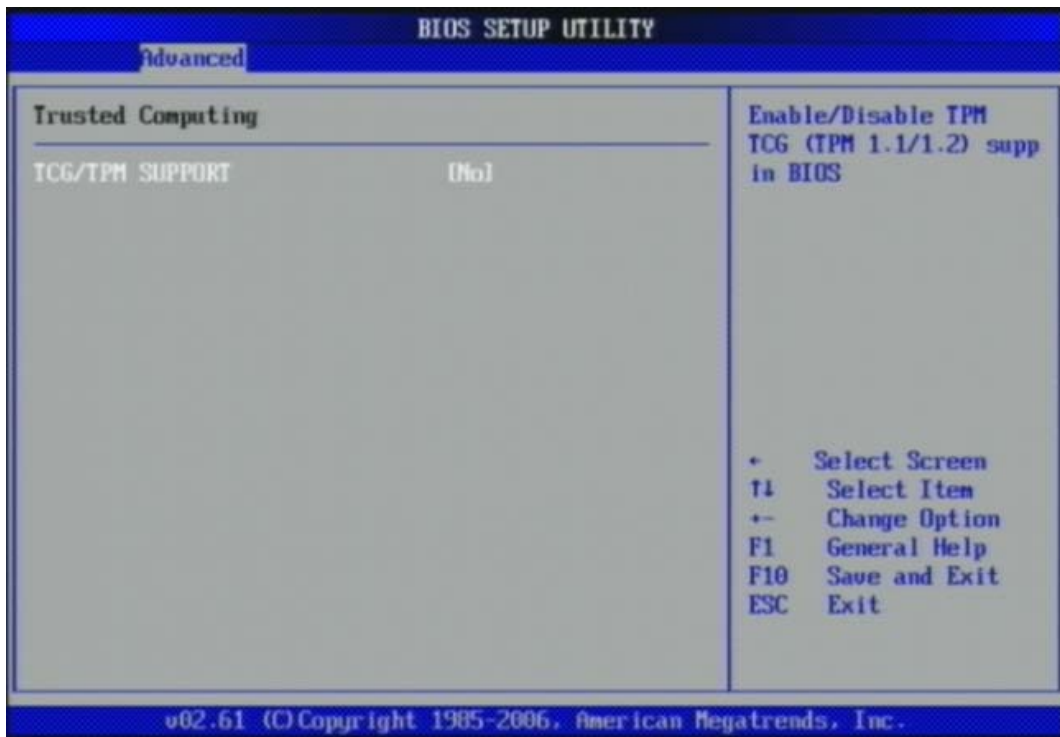 BIOS SETUP UTILITY
Advanced
Trusted Computing
TCG/TPM SUPPORT [No]
Enable/Disable TPM
TCG (TPM 1.1/1.2) supp
in BIOS
← Select Screen
↑↓ Select Item
+- Change Option
F1 General Help
F10 Save and Exit
ESC Exit
v02.61 (C)Copyright 1985-2006, American Megatrends, Inc.